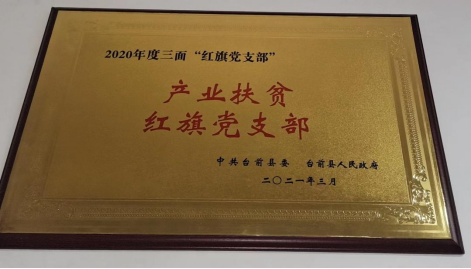 2020年度三面“红旗党支部”
产业扶贫
红旗党支部
中共台前县委 台前县人民政府
二〇二一年三月